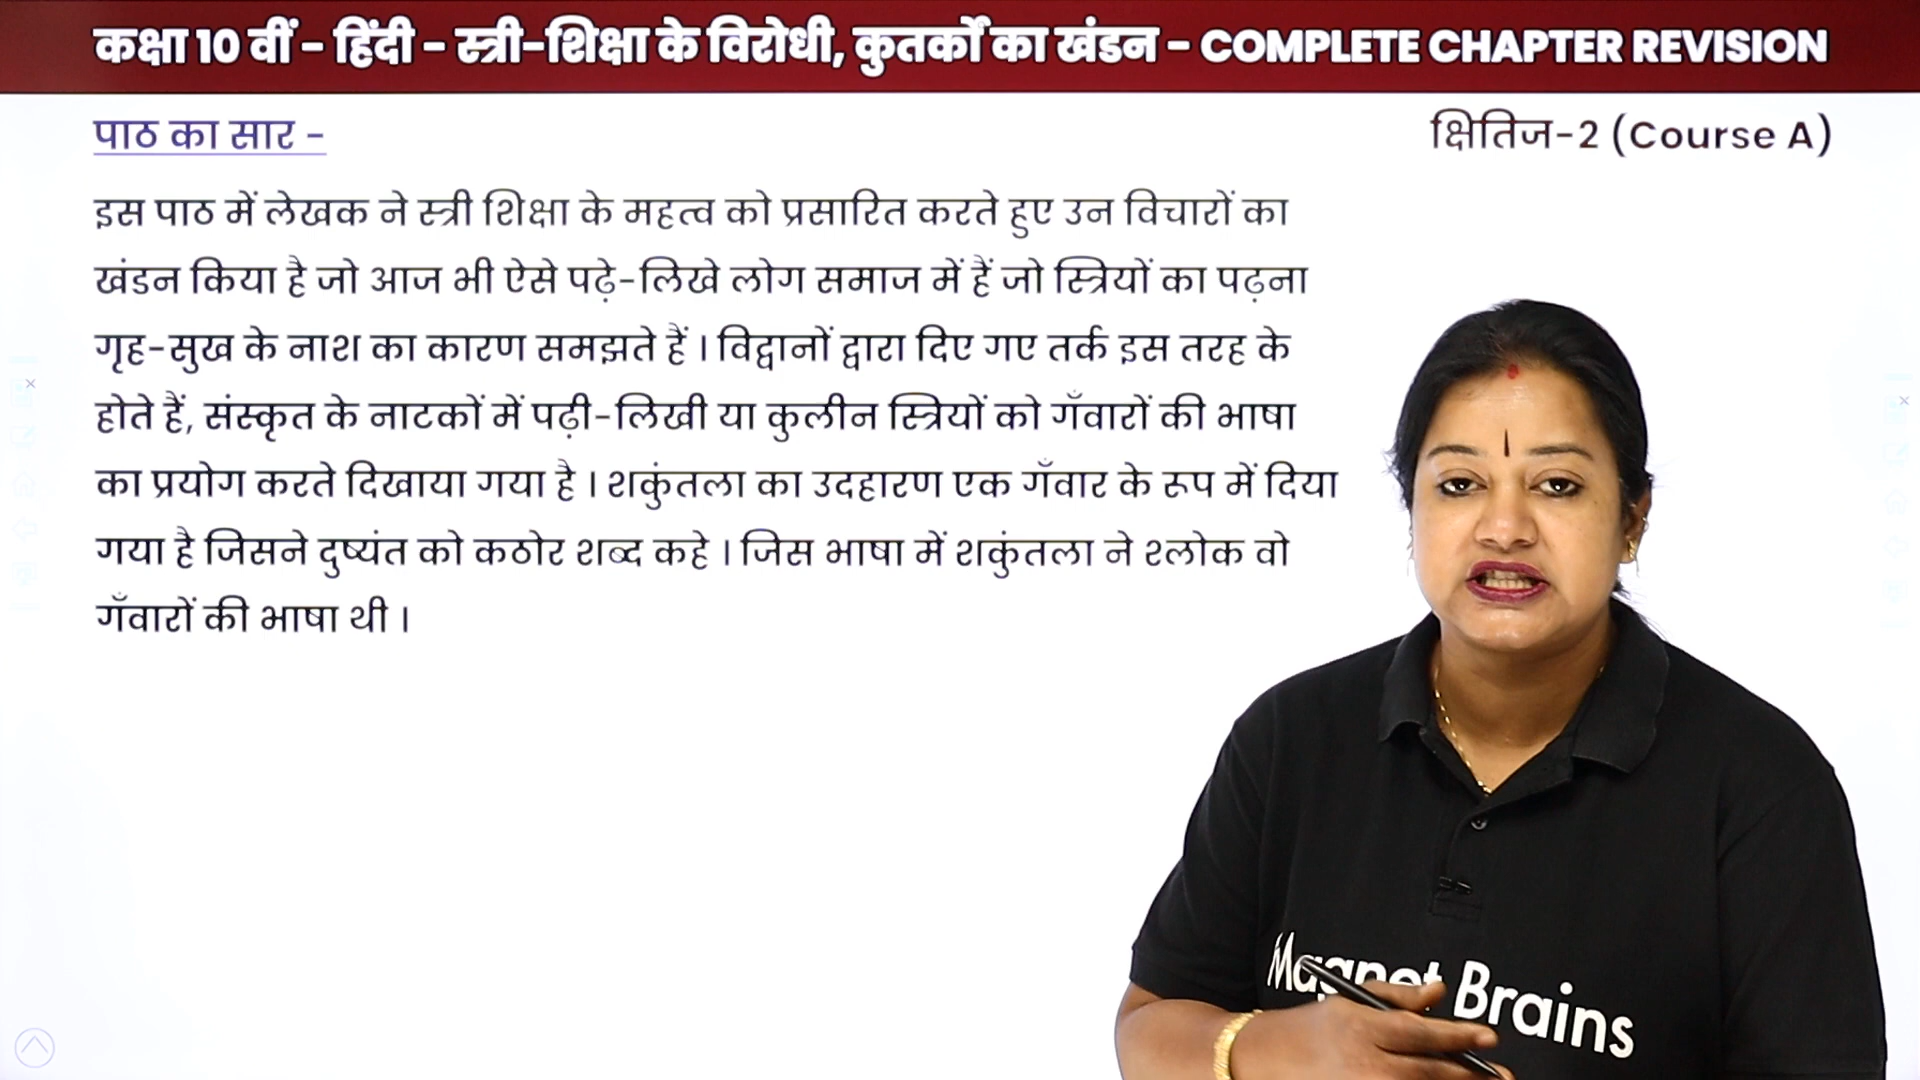 कक्षा 10 वीं – हिंदी – स्त्री-शिक्षा के विरोधी, कुतर्कों का खंडन – COMPLETE CHAPTER REVISION
पाठ का सार –
क्षितिज-2 (Course A)
इस पाठ में लेखक ने स्त्री शिक्षा के महत्व को प्रसारित करते हुए उन विचारों का
खंडन किया है जो आज भी ऐसे पढ़े-लिखे लोग समाज में हैं जो स्त्रियों का पढ़ना
गृह-सुख के नाश का कारण समझते हैं । विद्वानों द्वारा दिए गए तर्क इस तरह के
होते हैं, संस्कृत के नाटकों में पढ़ी-लिखी या कुलीन स्त्रियों को गँवारों की भाषा
का प्रयोग करते दिखाया गया है । शकुंतला का उदहारण एक गँवार के रूप में दिया
गया है जिसने दुष्यंत को कठोर शब्द कहे । जिस भाषा में शकुंतला ने श्लोक वो
गँवारों की भाषा थी ।
Magnet Brains